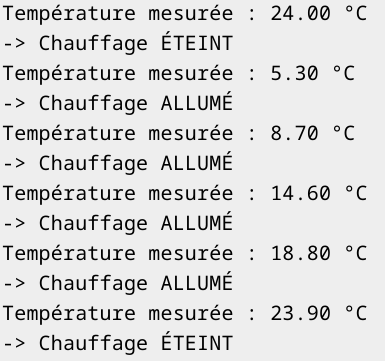 Température mesurée : 24.00 °C
-> Chauffage ÉTEINT
Température mesurée : 5.30 °C
-> Chauffage ALLUMÉ
Température mesurée : 8.70 °C
-> Chauffage ALLUMÉ
Température mesurée : 14.60 °C
-> Chauffage ALLUMÉ
Température mesurée : 18.80 °C
-> Chauffage ALLUMÉ
Température mesurée : 23.90 °C
-> Chauffage ÉTEINT